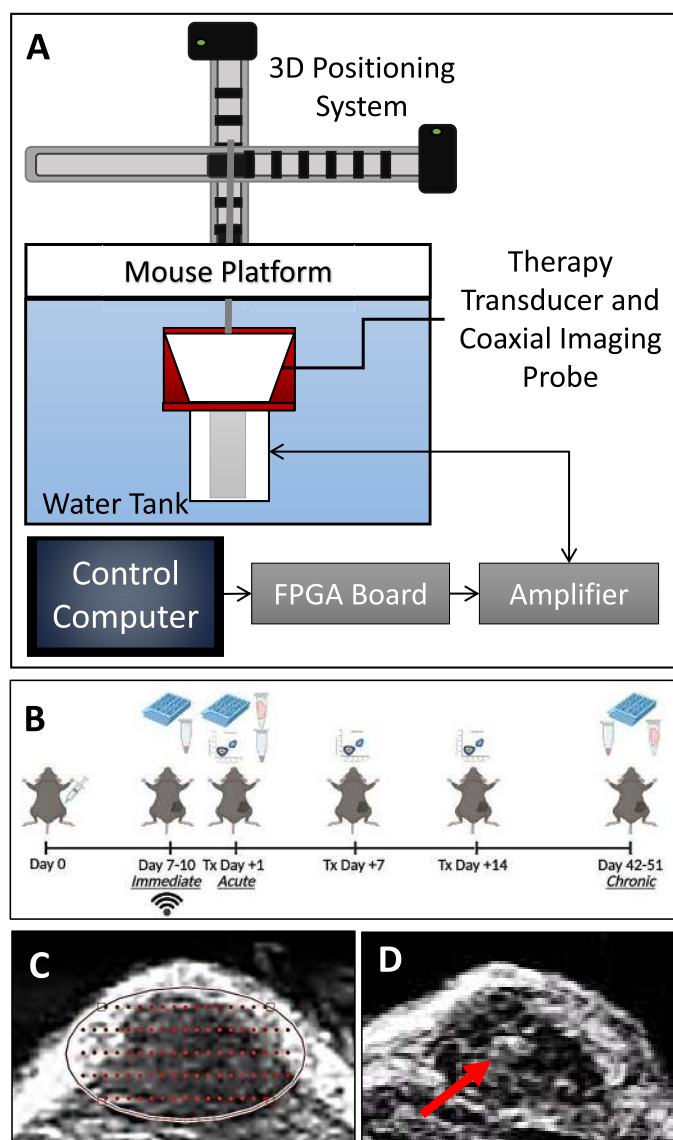 A
3D Positioning
System
Mouse Platform
Therapy
Transducer and
Coaxial Imaging
Probe
Water Tank
Control
Computer
FPGA Board
Amplifier
B
Day 0
Day 7-10
Immediate
Tx Day +1
Acute
Tx Day +7
Tx Day +14
Day 42-51
Chronic
C
D